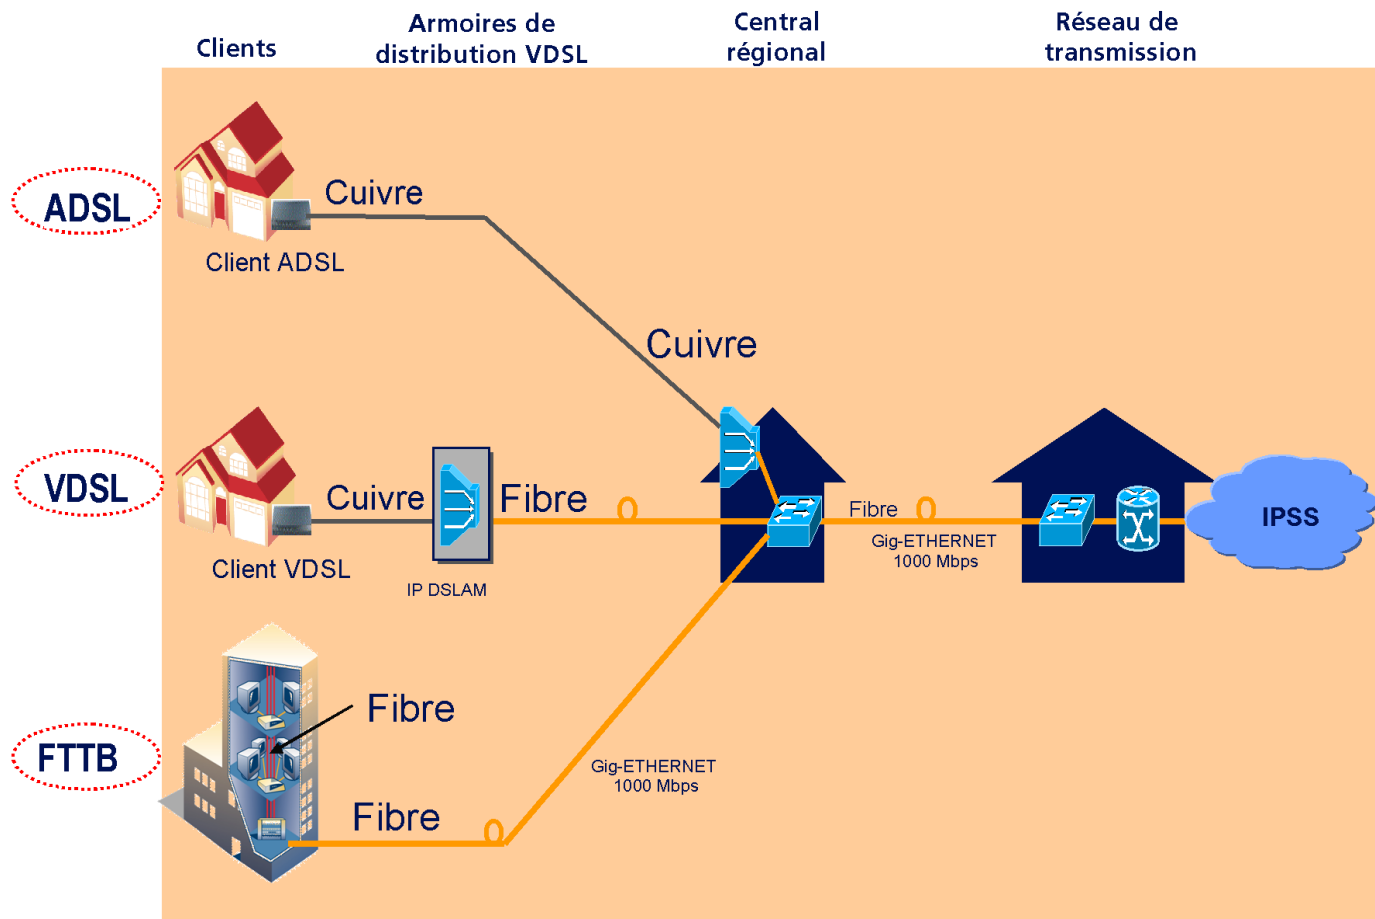 Clients
Armoires de
distribution VDSL
Central
régional
Réseau de
transmission
ADSL
Cuivre
Client ADSL
Cuivre
VDSL
Cuivre
Fibre
Fibre
IPSS
Gig-ETHERNET
1000 Mbps
Client VDSL
IP DSLAM
FTTB
Fibre
Gig-ETHERNET
1000 Mbps
Fibre